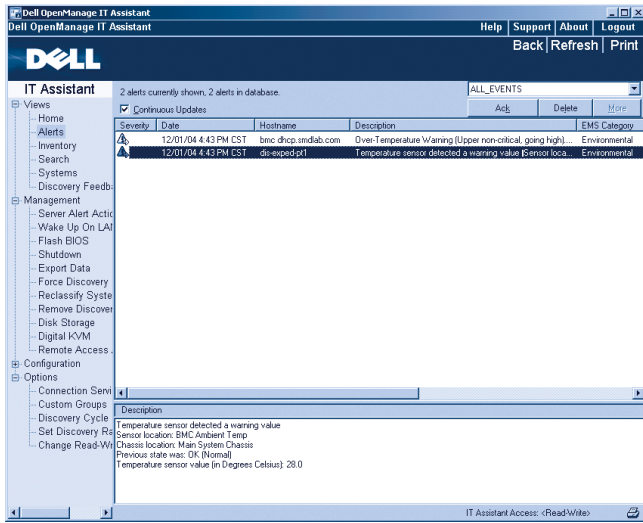 Dell OpenManage IT Assistant
Dell OpenManage IT Assistant
Help | Support | About | Logout
Back | Refresh | Print
DELL
IT Assistant
Views
Home
Alerts
Inventory
Search
Systems
Discovery Feedb
Management
Server Alert Actic
Wake Up On LAN
Flash BIOS
Shutdown
Export Data
Force Discovery
Reclassify Syste
Remove Discover
Disk Storage
Digital KVM
Remote Access .
Configuration
Options
Connection Servi
Custom Groups
Discovery Cycle
Set Discovery Ra
Change Read-Wr
2 alerts currently shown, 2 alerts in database.
ALL_EVENTS
Continuous Updates
Ack Delete More
Severity Date Hostname Description EMS Category
12/01/04 4:43 PM CST bmc dhcp.smdlab.com Over-Temperature Warning (Upper non-critical, going high).... Environmental
12/01/04 4:43 PM CST dis-exped-pt1 Temperature sensor detected a warning value (Sensor loca... Environmental
Description
Temperature sensor detected a warning value
Sensor location: BMC Ambient Temp
Chassis location: Main System Chassis
Previous state was: OK (Normal)
Temperature sensor value (in Degrees Celsius): 28.0
IT Assistant Access: <Read-Write>